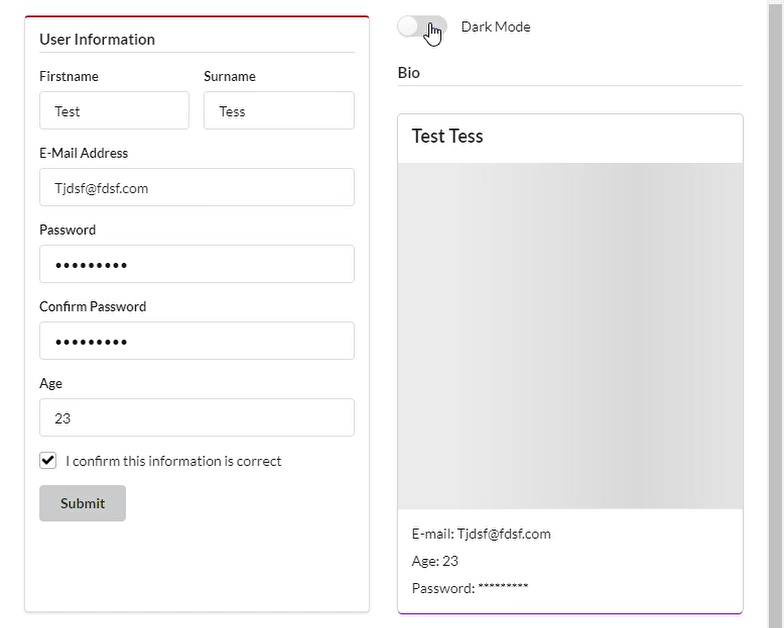 User Information
Firstname
Surname
Test
Tess
E-Mail Address
Tjdsf@fdsf.com
Password
•••••••••
Confirm Password
•••••••••
Age
23
I confirm this information is correct
Submit
Dark Mode
Bio
Test Tess
E-mail: Tjdsf@fdsf.com
Age: 23
Password: *********